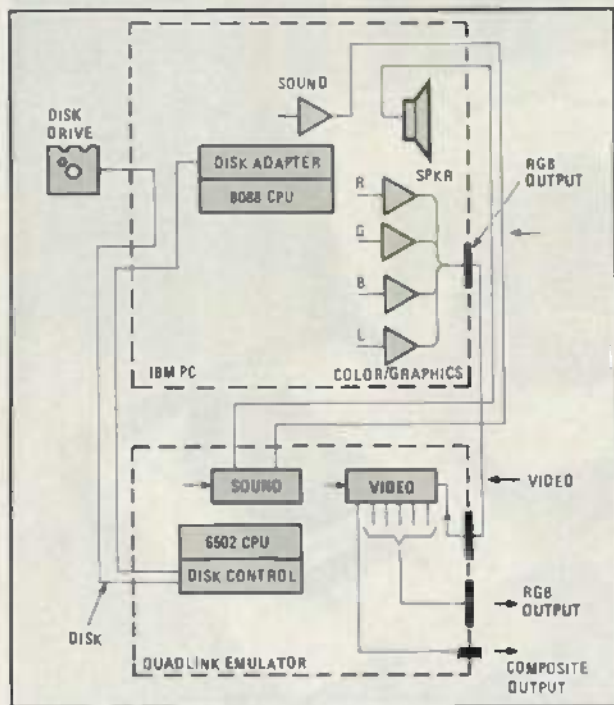 SOUND
DISK
DRIVE
DISK ADAPTER
8088 CPU
SPKR
RGB
OUTPUT
R
G
B
L
IBM PC
COLOR/GRAPHICS
SOUND
VIDEO
VIDEO
6502 CPU
DISK CONTROL
RGB
OUTPUT
DISK
QUADLINK EMULATOR
COMPOSITE
OUTPUT